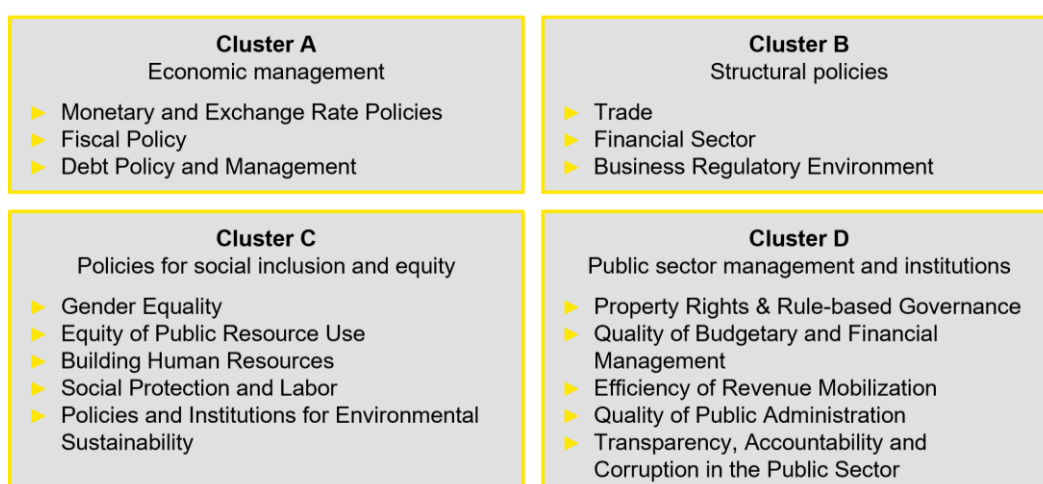 Cluster A
Economic management
► Monetary and Exchange Rate Policies
► Fiscal Policy
► Debt Policy and Management
Cluster B
Structural policies
► Trade
► Financial Sector
► Business Regulatory Environment
Cluster C
Policies for social inclusion and equity
► Gender Equality
► Equity of Public Resource Use
► Building Human Resources
► Social Protection and Labor
► Policies and Institutions for Environmental
Sustainability
Cluster D
Public sector management and institutions
► Property Rights & Rule-based Governance
► Quality of Budgetary and Financial
Management
► Efficiency of Revenue Mobilization
► Quality of Public Administration
► Transparency, Accountability and
Corruption in the Public Sector